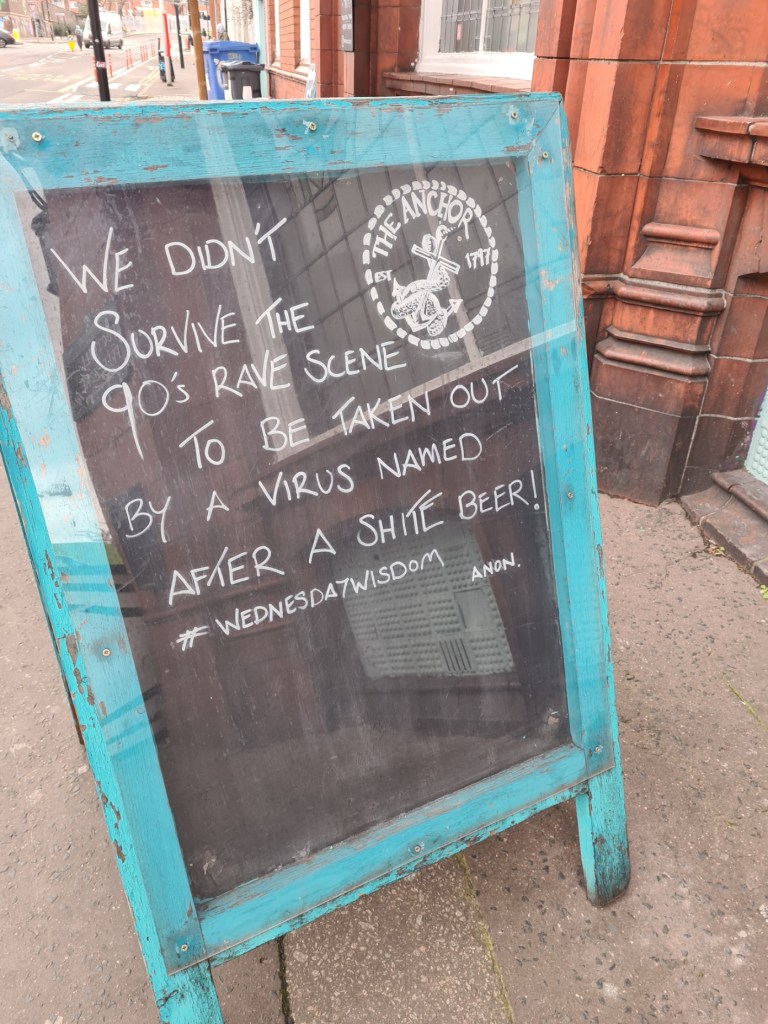 THE ANCHOR
EST 1797
WE DIDN'T
SURVIVE THE
90's RAVE SCENE
TO BE TAKEN OUT
BY A VIRUS NAMED
AFTER A SHITE BEER!
#WEDNESDAYWISDOM ANON.